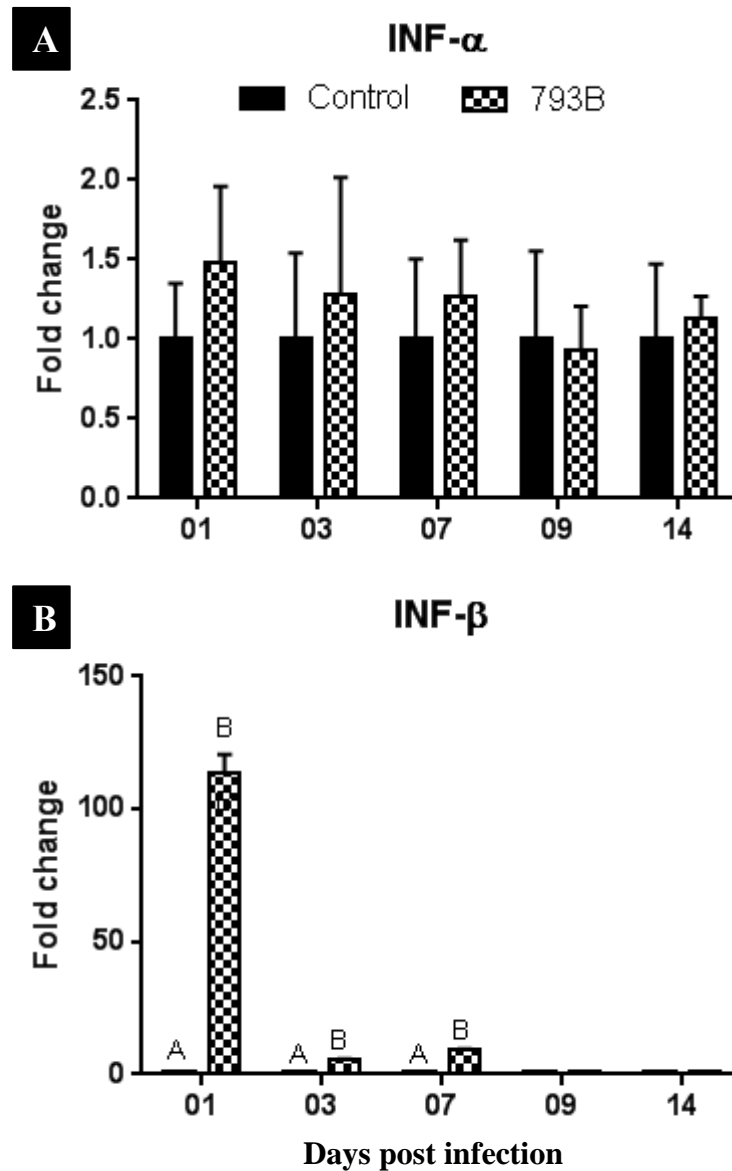 A
INF-α
Control 793B
2.5
2.0
1.5
1.0
0.5
0.0
Fold change
01 03 07 09 14
B
INF-β
150
100
50
0
Fold change
B
A
A B
A B
01 03 07 09 14
Days post infection